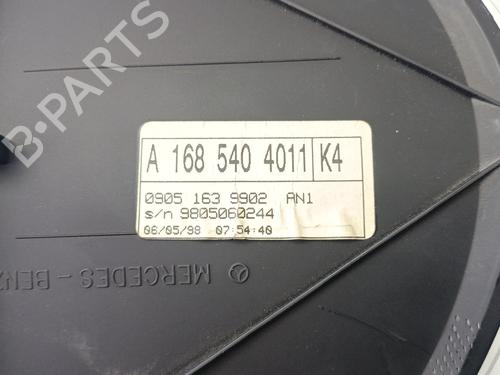 B-PARTS
A 168 540 4011 K4
0905 163 9902 AN1
s/n 9805060244
06/05/98 07:54:40
MERCEDES-BENZ